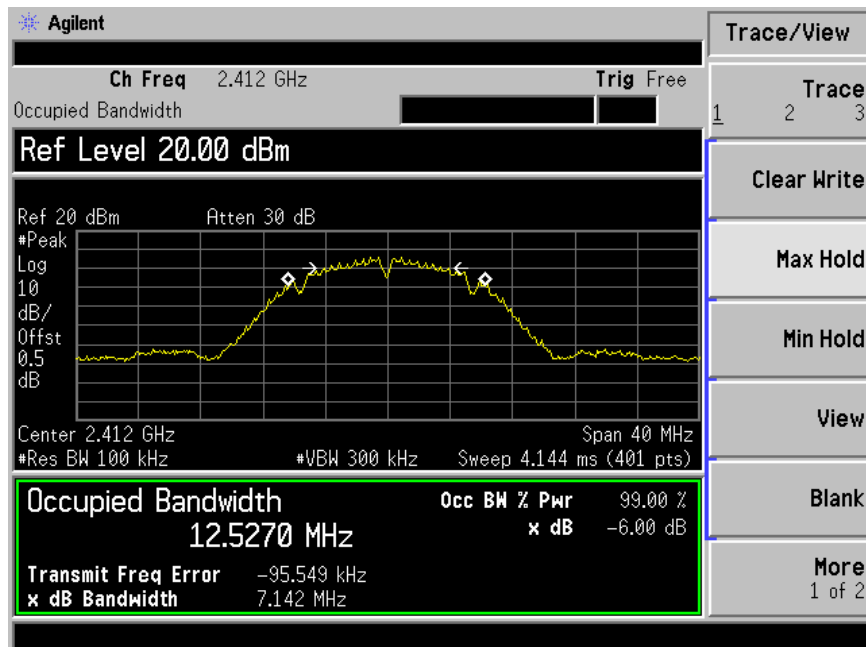 Agilent
Trace/View
Ch Freq 2.412 GHz Trig Free
Occupied Bandwidth
Trace
1 2 3
Ref Level 20.00 dBm
Clear Write
Ref 20 dBm Atten 30 dB
#Peak
Log
10
dB/
Offst
0.5
dB
Max Hold
Min Hold
View
Center 2.412 GHz Span 40 MHz
#Res BW 100 kHz #VBW 300 kHz Sweep 4.144 ms (401 pts)
Occupied Bandwidth Occ BW % Pwr 99.00 %
12.5270 MHz x dB -6.00 dB
Transmit Freq Error -95.549 kHz
x dB Bandwidth 7.142 MHz
Blank
More
1 of 2